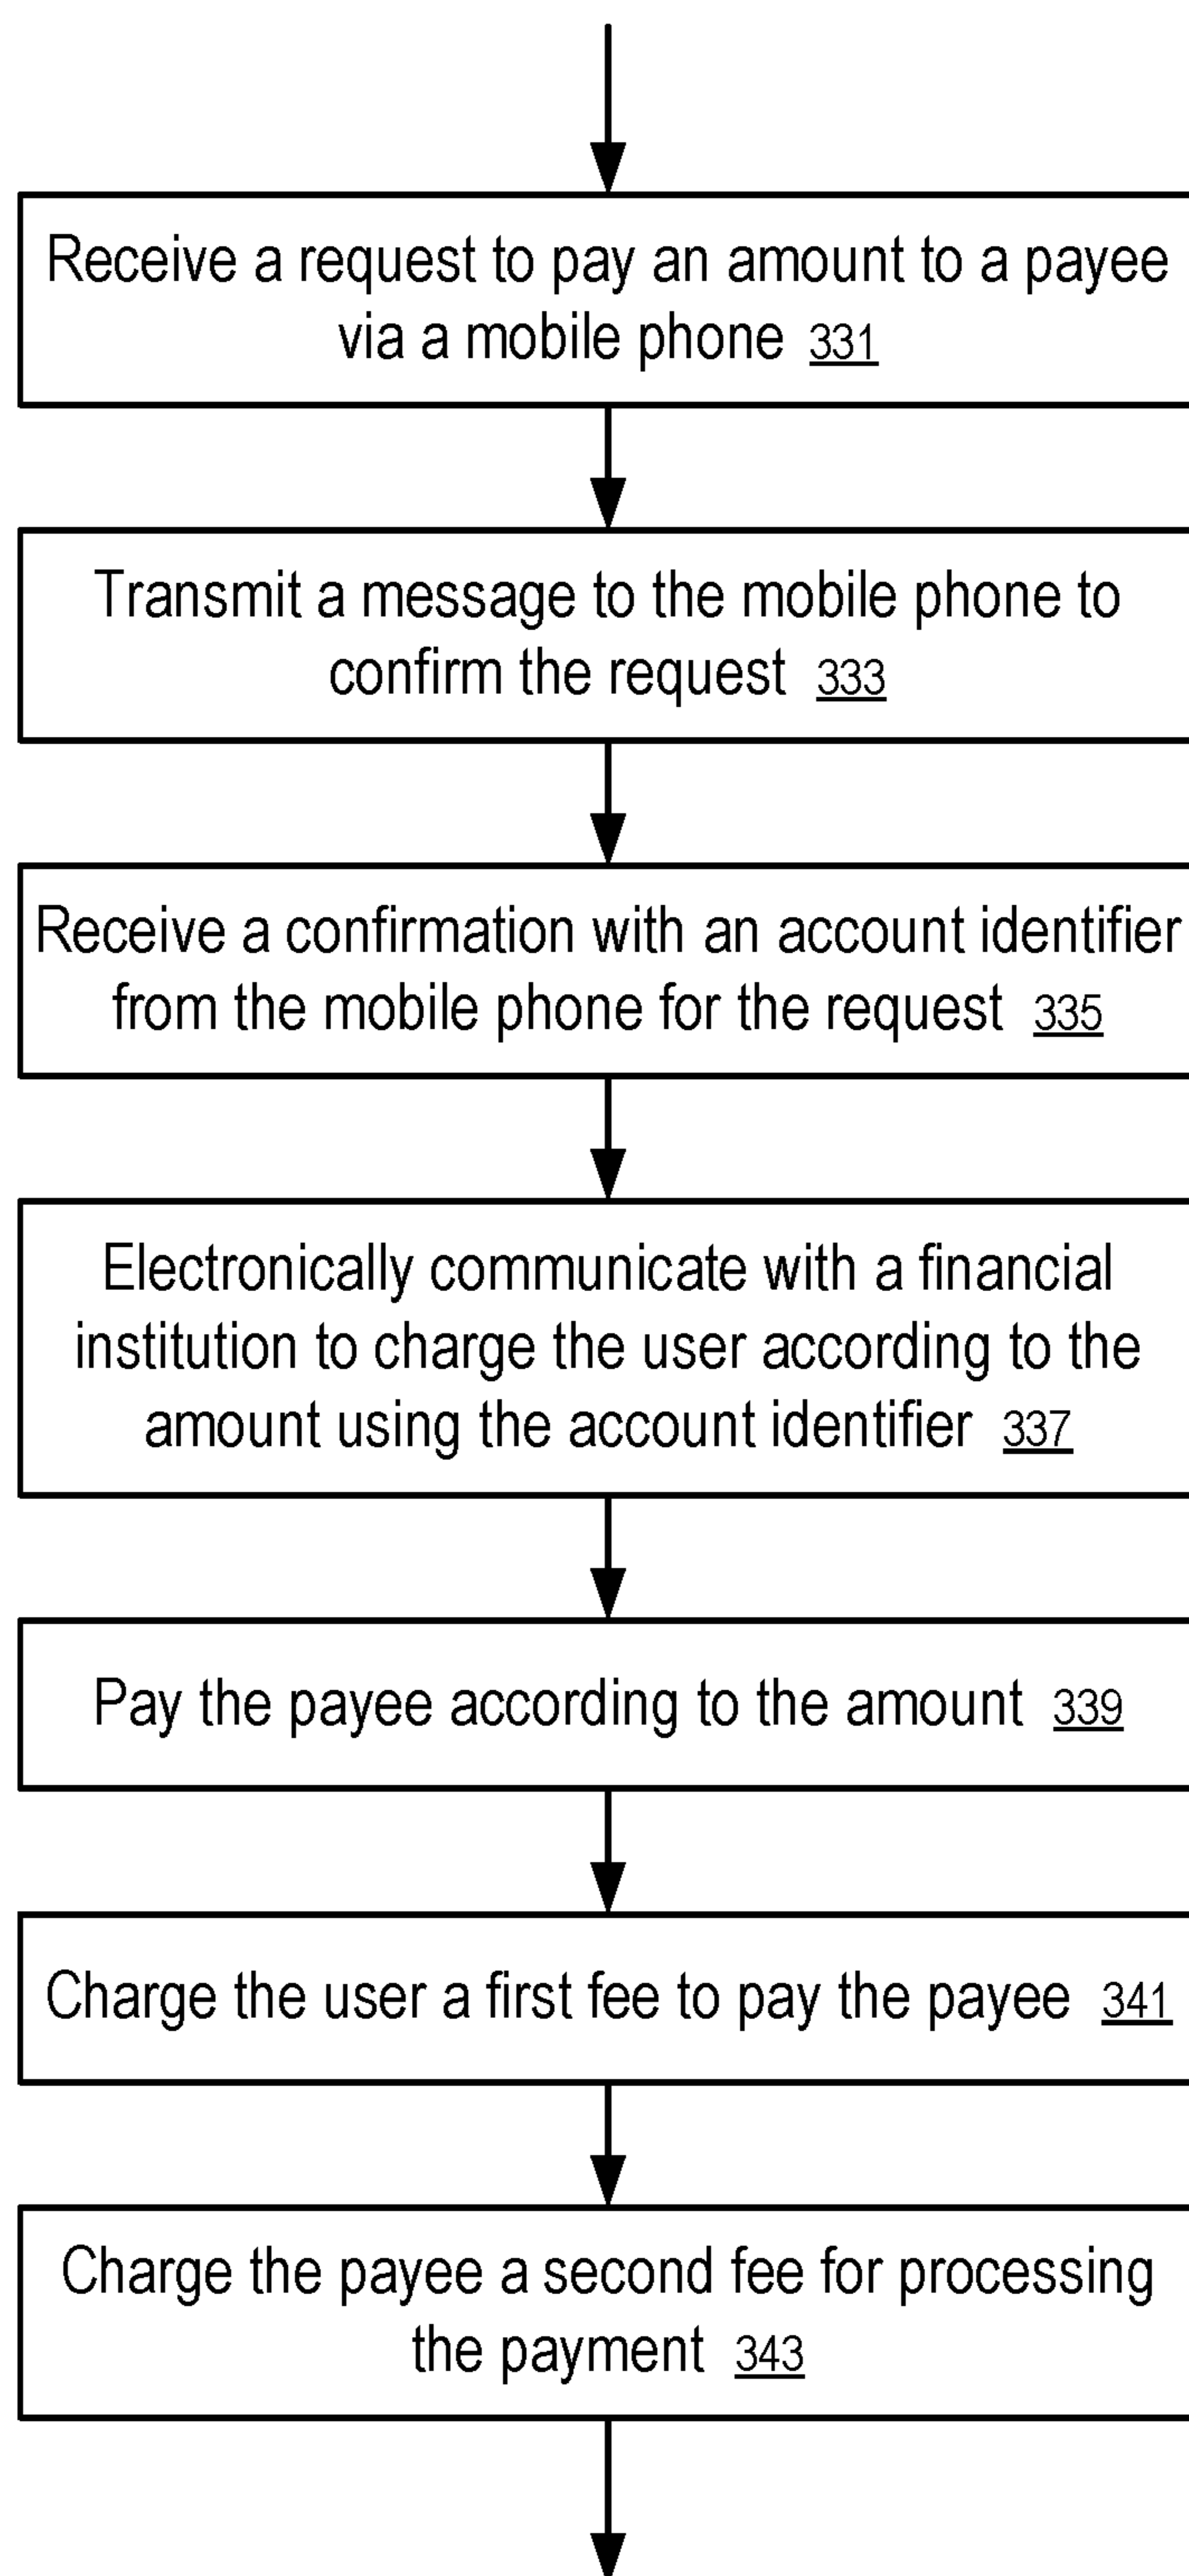 Receive a request to pay an amount to a payee
via a mobile phone 331
Transmit a message to the mobile phone to
confirm the request 333
Receive a confirmation with an account identifier
from the mobile phone for the request 335
Electronically communicate with a financial
institution to charge the user according to the
amount using the account identifier 337
Pay the payee according to the amount 339
Charge the user a first fee to pay the payee 341
Charge the payee a second fee for processing
the payment 343